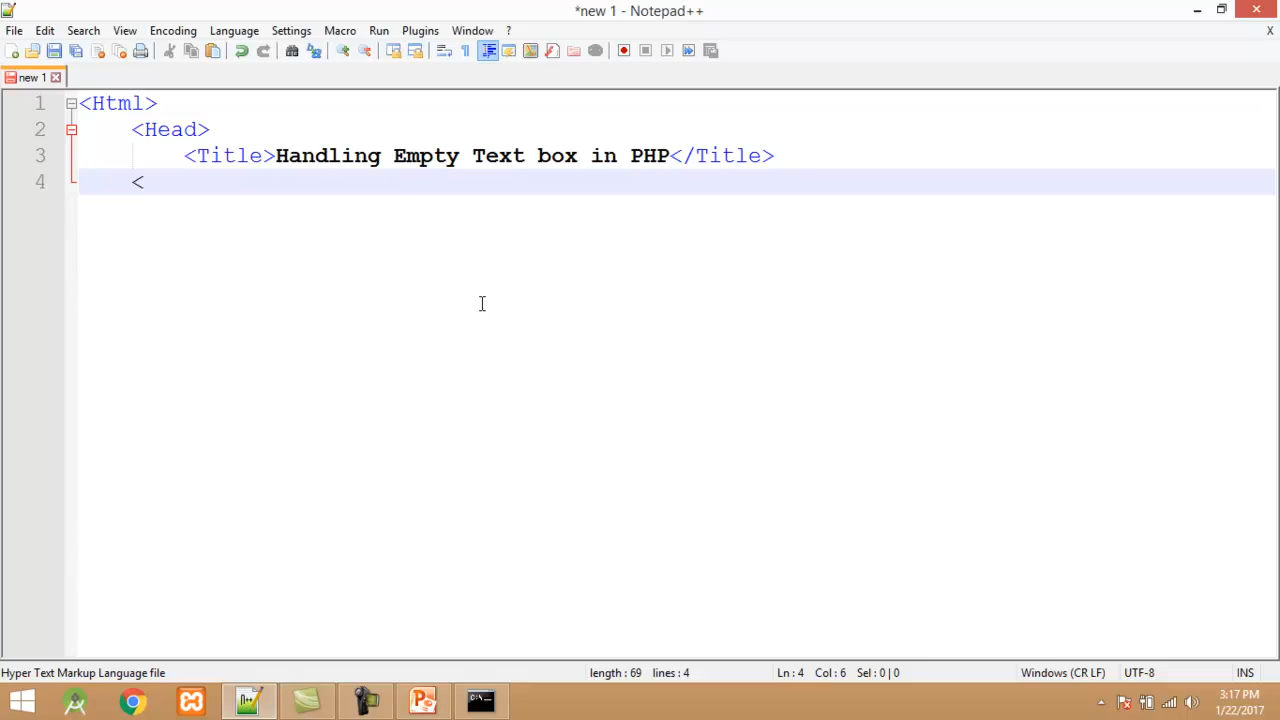 *new 1 - Notepad++
File Edit Search View Encoding Language Settings Macro Run Plugins Window ? X
new 1
1 <Html>
2 <Head>
3 <Title>Handling Empty Text box in PHP</Title>
4 <
Hyper Text Markup Language file length : 69 lines : 4 Ln : 4 Col : 6 Sel : 0 | 0 Windows (CR LF) UTF-8 INS
3:17 PM
1/22/2017